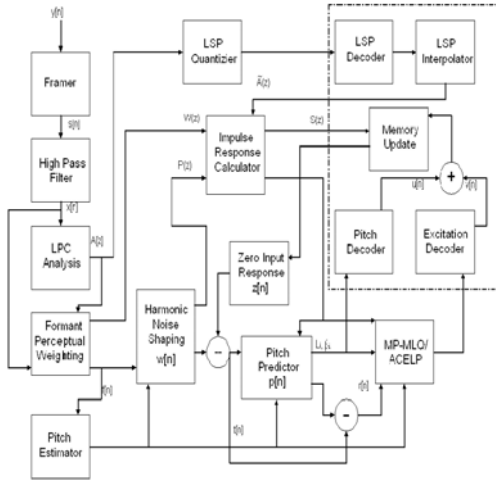 y[n]
Framer
s[n]
High Pass
Filter
x[n]
LPC
Analysis
A[z]
Formant
Perceptual
Weighting
f[n]
Pitch
Estimator
LSP
Quantizier
LSP
Decoder
LSP
Interpolator
Ã(z)
W(z)
P(z)
Impulse
Response
Calculator
S(z)
Memory
Update
+
u[n]
v[n]
Pitch
Decoder
Excitation
Decoder
Zero Input
Response
z[n]
Harmonic
Noise
Shaping
w[n]
-
t[n]
Pitch
Predictor
p[n]
-
r[n]
MP-MLQ/
ACELP